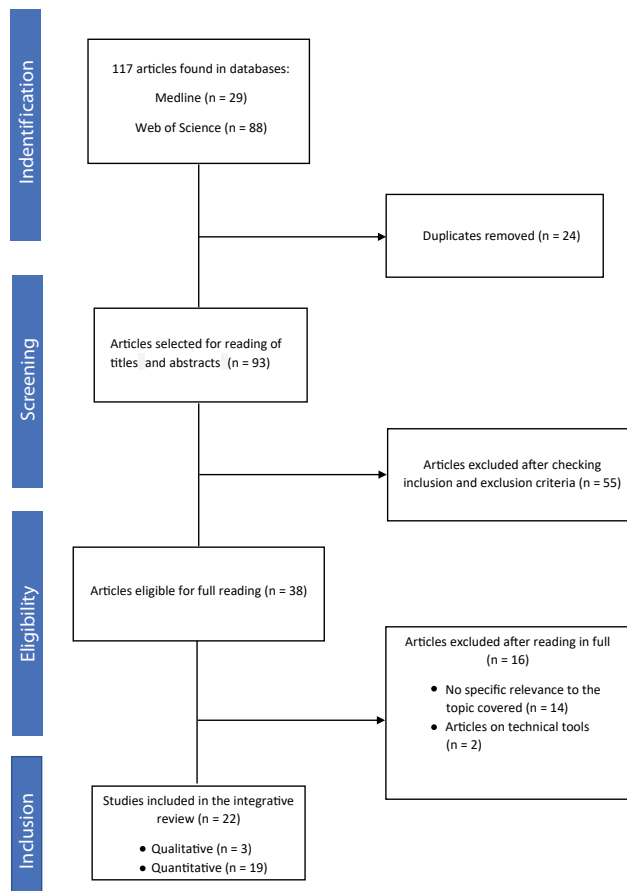 Indentification
117 articles found in databases:
Medline (n = 29)
Web of Science (n = 88)
Duplicates removed (n = 24)
Screening
Articles selected for reading of
titles and abstracts (n = 93)
Articles excluded after checking
inclusion and exclusion criteria (n = 55)
Eligibility
Articles eligible for full reading (n = 38)
Articles excluded after reading in full
(n = 16)
● No specific relevance to the
topic covered (n = 14)
● Articles on technical tools
(n = 2)
Inclusion
Studies included in the integrative
review (n = 22)
● Qualitative (n = 3)
● Quantitative (n = 19)